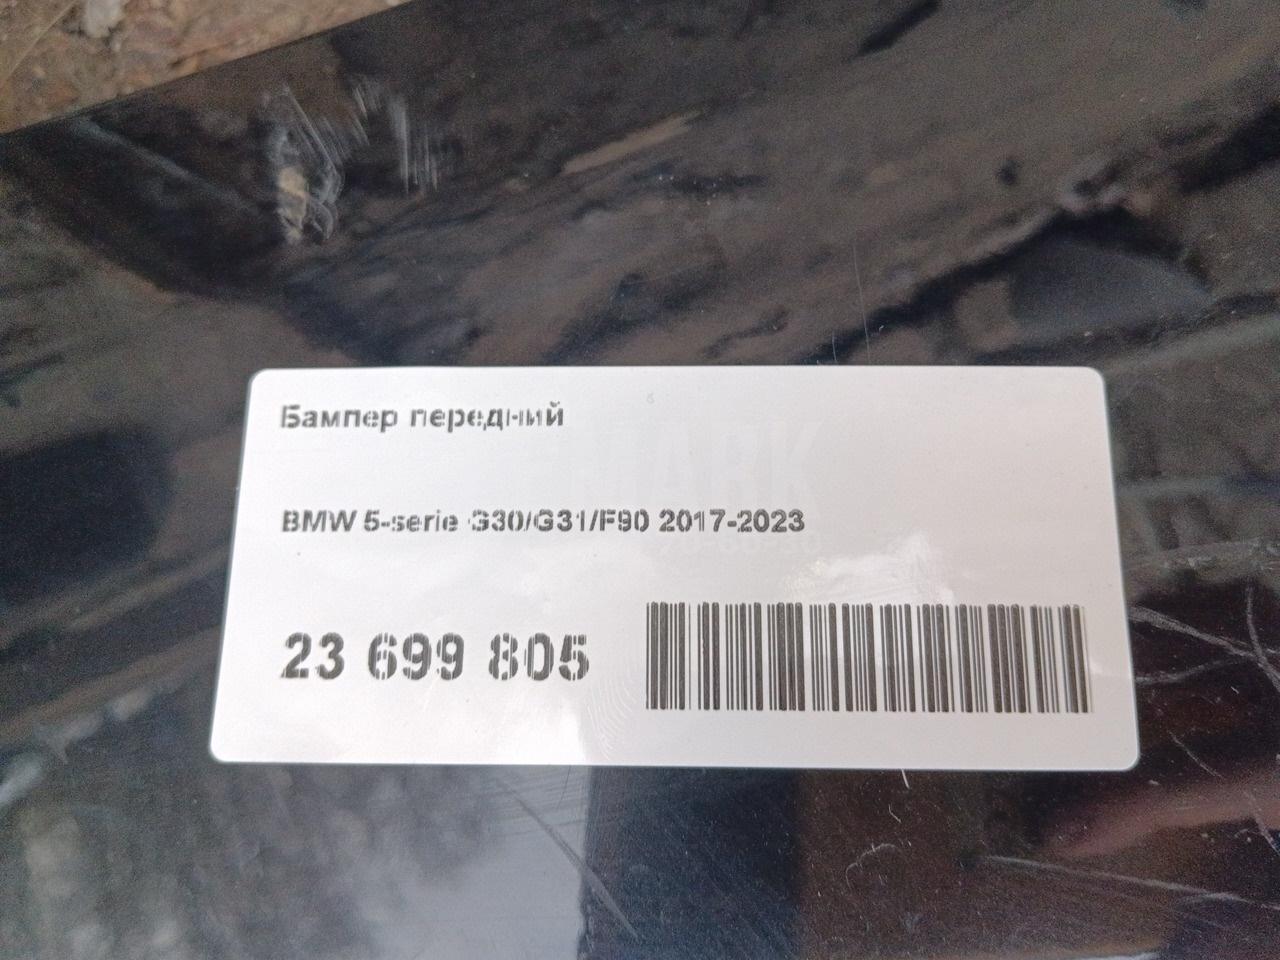 Бампер передний
BMW 5-serie G30/G31/F90 2017-2023
23 699 805